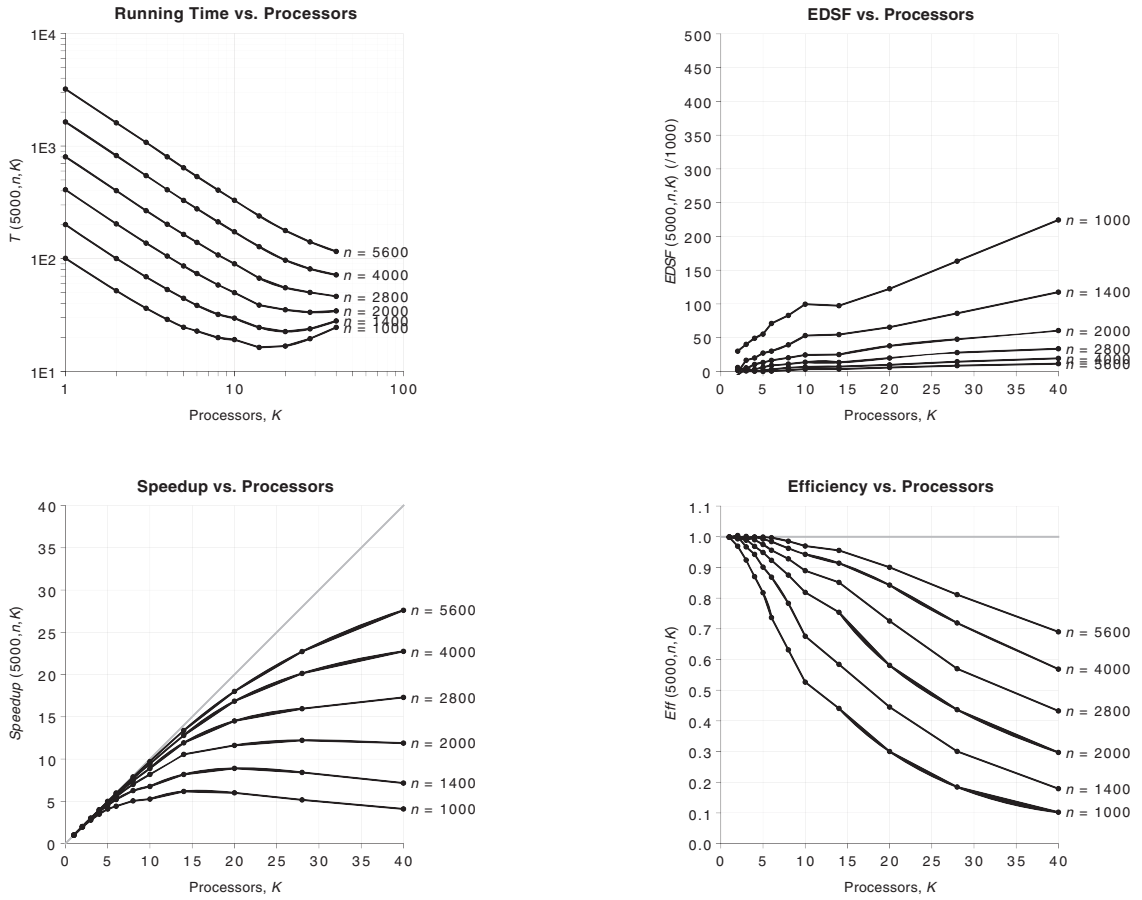 Running Time vs. Processors
1E4
1E3
1E2
1E1
T (5000,n,K)
1
10
100
Processors, K
n = 5600
n = 4000
n = 2800
n = 2000
n = 1400
n = 1000
EDSF vs. Processors
500
450
400
350
300
250
200
150
100
50
0
EDSF (5000,n,K) (/1000)
0 5 10 15 20 25 30 35 40
Processors, K
n = 1000
n = 1400
n = 2000
n = 2800
n = 4000
n = 5600
Speedup vs. Processors
40
35
30
25
20
15
10
5
0
Speedup (5000,n,K)
0 5 10 15 20 25 30 35 40
Processors, K
n = 5600
n = 4000
n = 2800
n = 2000
n = 1400
n = 1000
Efficiency vs. Processors
1.1
1.0
0.9
0.8
0.7
0.6
0.5
0.4
0.3
0.2
0.1
0.0
Eff (5000,n,K)
0 5 10 15 20 25 30 35 40
Processors, K
n = 5600
n = 4000
n = 2800
n = 2000
n = 1400
n = 1000